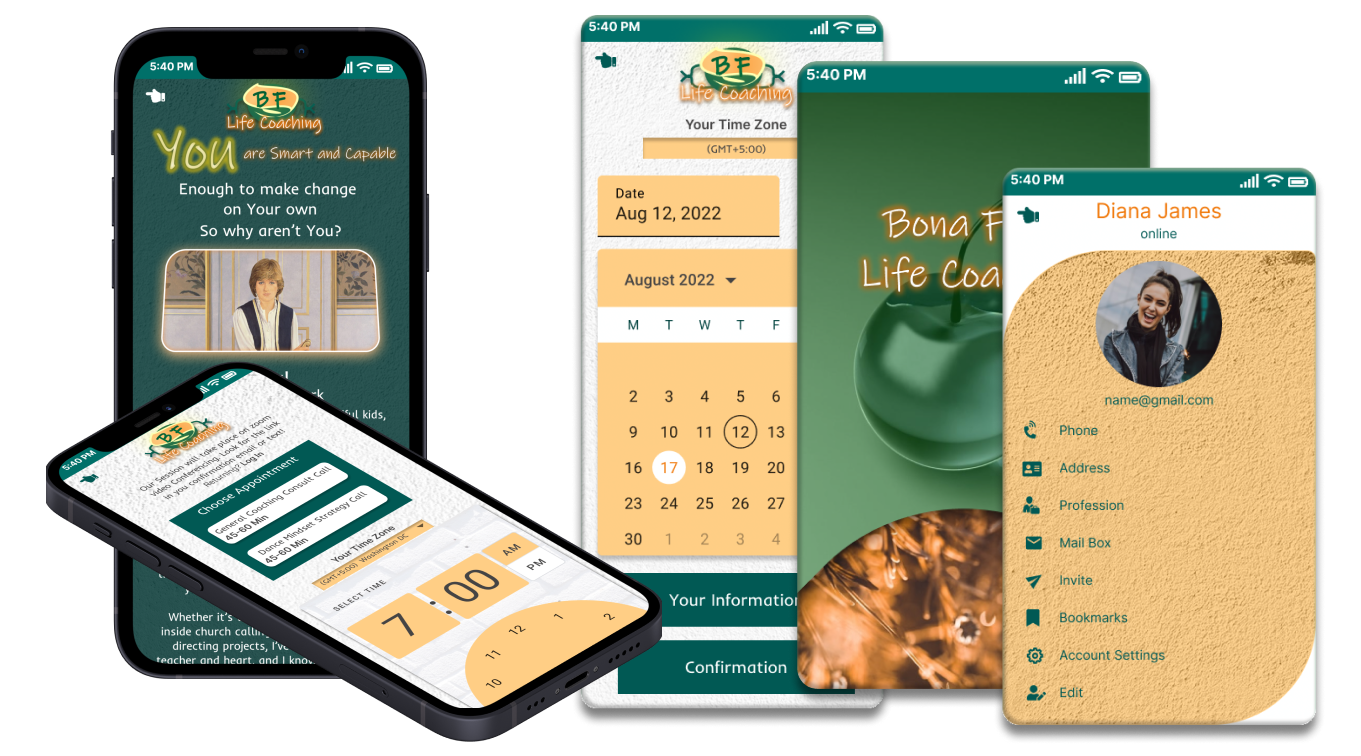 5:40 PM
BF
Life Coaching
You are Smart and Capable
Enough to make change
on Your own
So why aren't You?
ful kids,
Whether it's
inside church calling
directing projects, I've
teacher and heart, and I know
5:40 PM
BF
Life Coaching
Our Session will take place on zoom
video Conferencing. Look for the link
in you confirmation email or text!
Returning? Log in
Choose Appointment
General Coaching Consult Call
45-60 Min
Dance Mindset Strategy Call
45-60 Min
Your Time Zone
(GMT+5:00) Washington DC
SELECT TIME
7:00
AM
PM
10
11
12
1
2
5:40 PM
BF
Life Coaching
Your Time Zone
(GMT+5:00)
Date
Aug 12, 2022
August 2022
M T W T F
2 3 4 5 6
9 10 11 12 13
16 17 18 19 20
23 24 25 26 27
30 1 2 3 4
Your Information
Confirmation
5:40 PM
Bona F
Life Coa
5:40 PM
Diana James
online
name@gmail.com
Phone
Address
Profession
Mail Box
Invite
Bookmarks
Account Settings
Edit